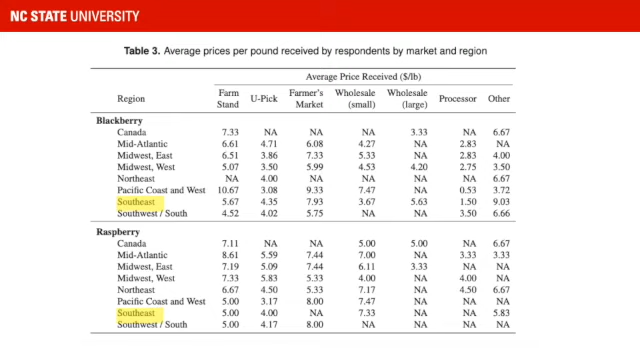 NC STATE UNIVERSITY
Table 3. Average prices per pound received by respondents by market and region
Average Price Received ($/lb)
Region Farm Stand U-Pick Farmer's Market Wholesale (small) Wholesale (large) Processor Other
Blackberry
Canada 7.33 NA NA NA 3.33 NA 6.67
Mid-Atlantic 6.61 4.71 6.08 4.27 2.83 NA
Midwest, East 6.51 3.86 7.33 5.33 NA 2.83 4.00
Midwest, West 5.07 3.50 5.99 4.53 4.20 2.75 3.50
Northeast NA 4.00 NA NA NA NA 6.67
Pacific Coast and West 10.67 3.08 9.33 7.47 NA 0.53 3.72
Southeast 5.67 4.35 7.93 3.67 5.63 1.50 9.03
Southwest / South 4.52 4.02 5.75 NA NA 3.50 6.66
Raspberry
Canada 7.11 NA NA 5.00 5.00 NA 6.67
Mid-Atlantic 8.61 5.59 7.44 7.00 NA 3.33 3.33
Midwest, East 7.19 5.09 7.44 6.11 3.33 NA NA
Midwest, West 7.33 5.83 5.33 4.00 NA 4.00 NA
Northeast 6.67 4.50 5.33 7.17 NA 4.50 6.67
Pacific Coast and West 5.00 3.17 8.00 7.47 NA NA NA
Southeast 5.00 4.00 NA 7.33 NA NA 5.83
Southwest / South 5.00 4.17 8.00 NA NA NA NA